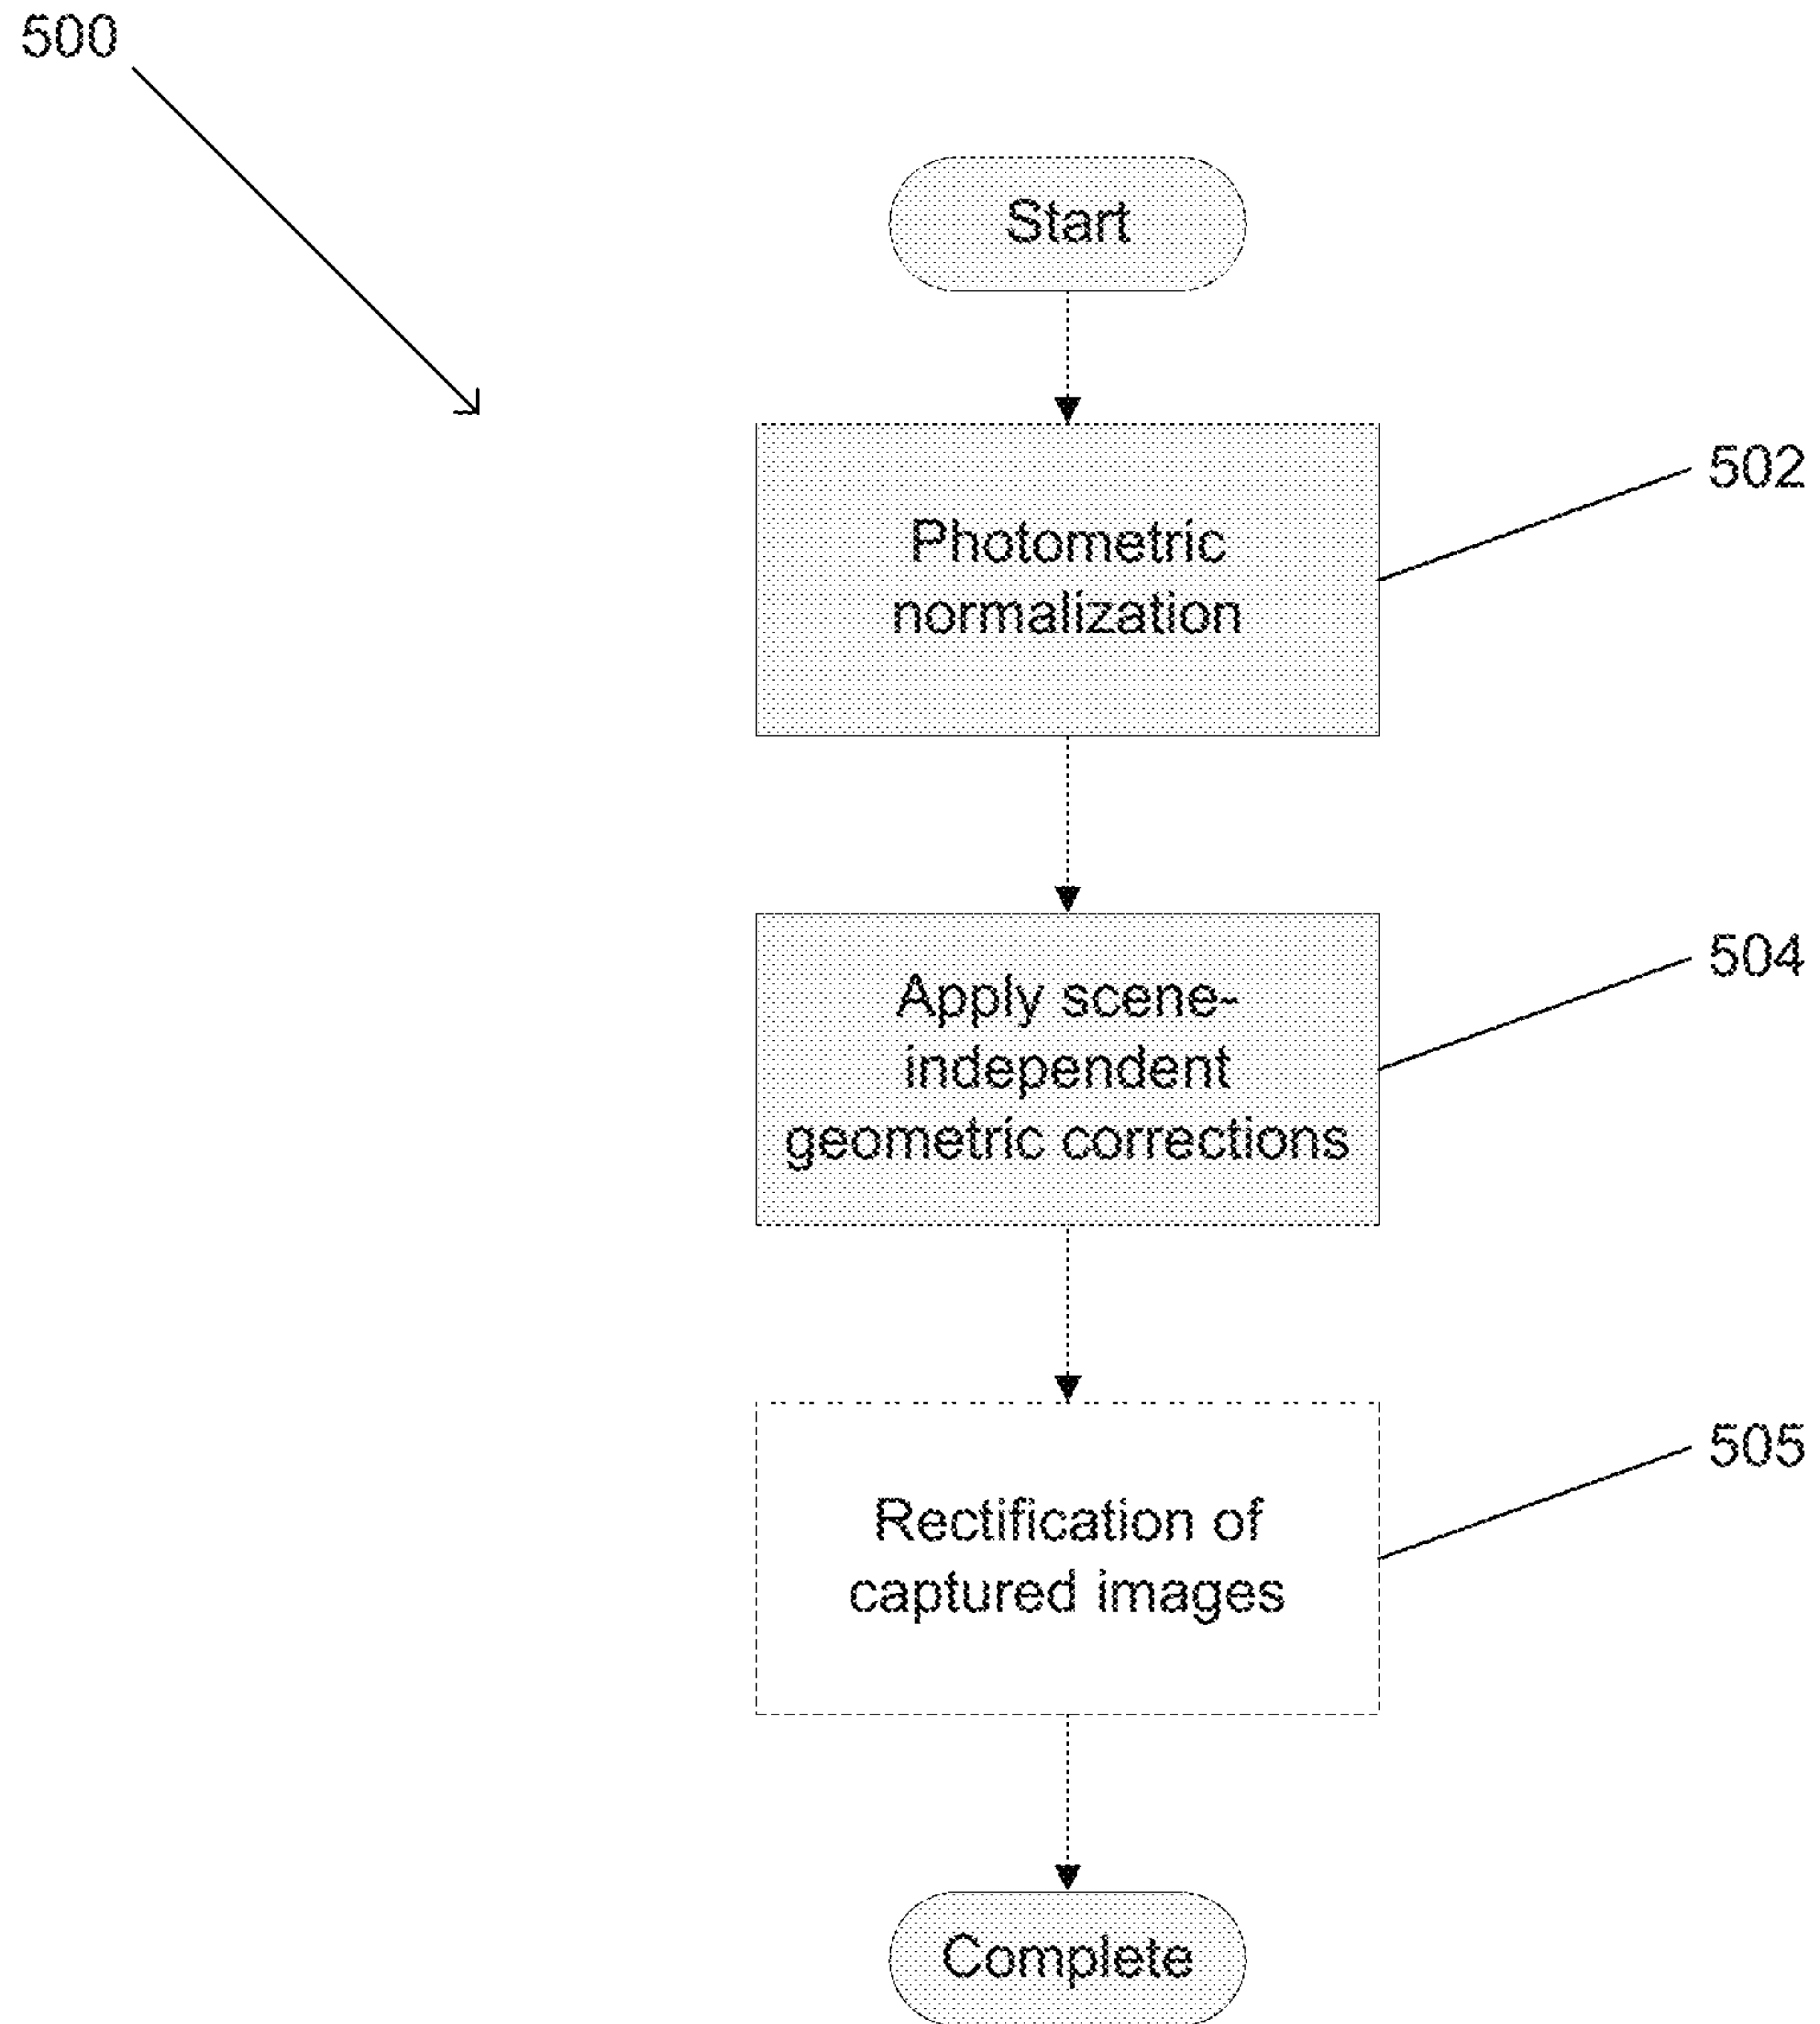 500
Start
502
Photometric
normalization
504
Apply scene-
independent
geometric corrections
505
Rectification of
captured images
Complete